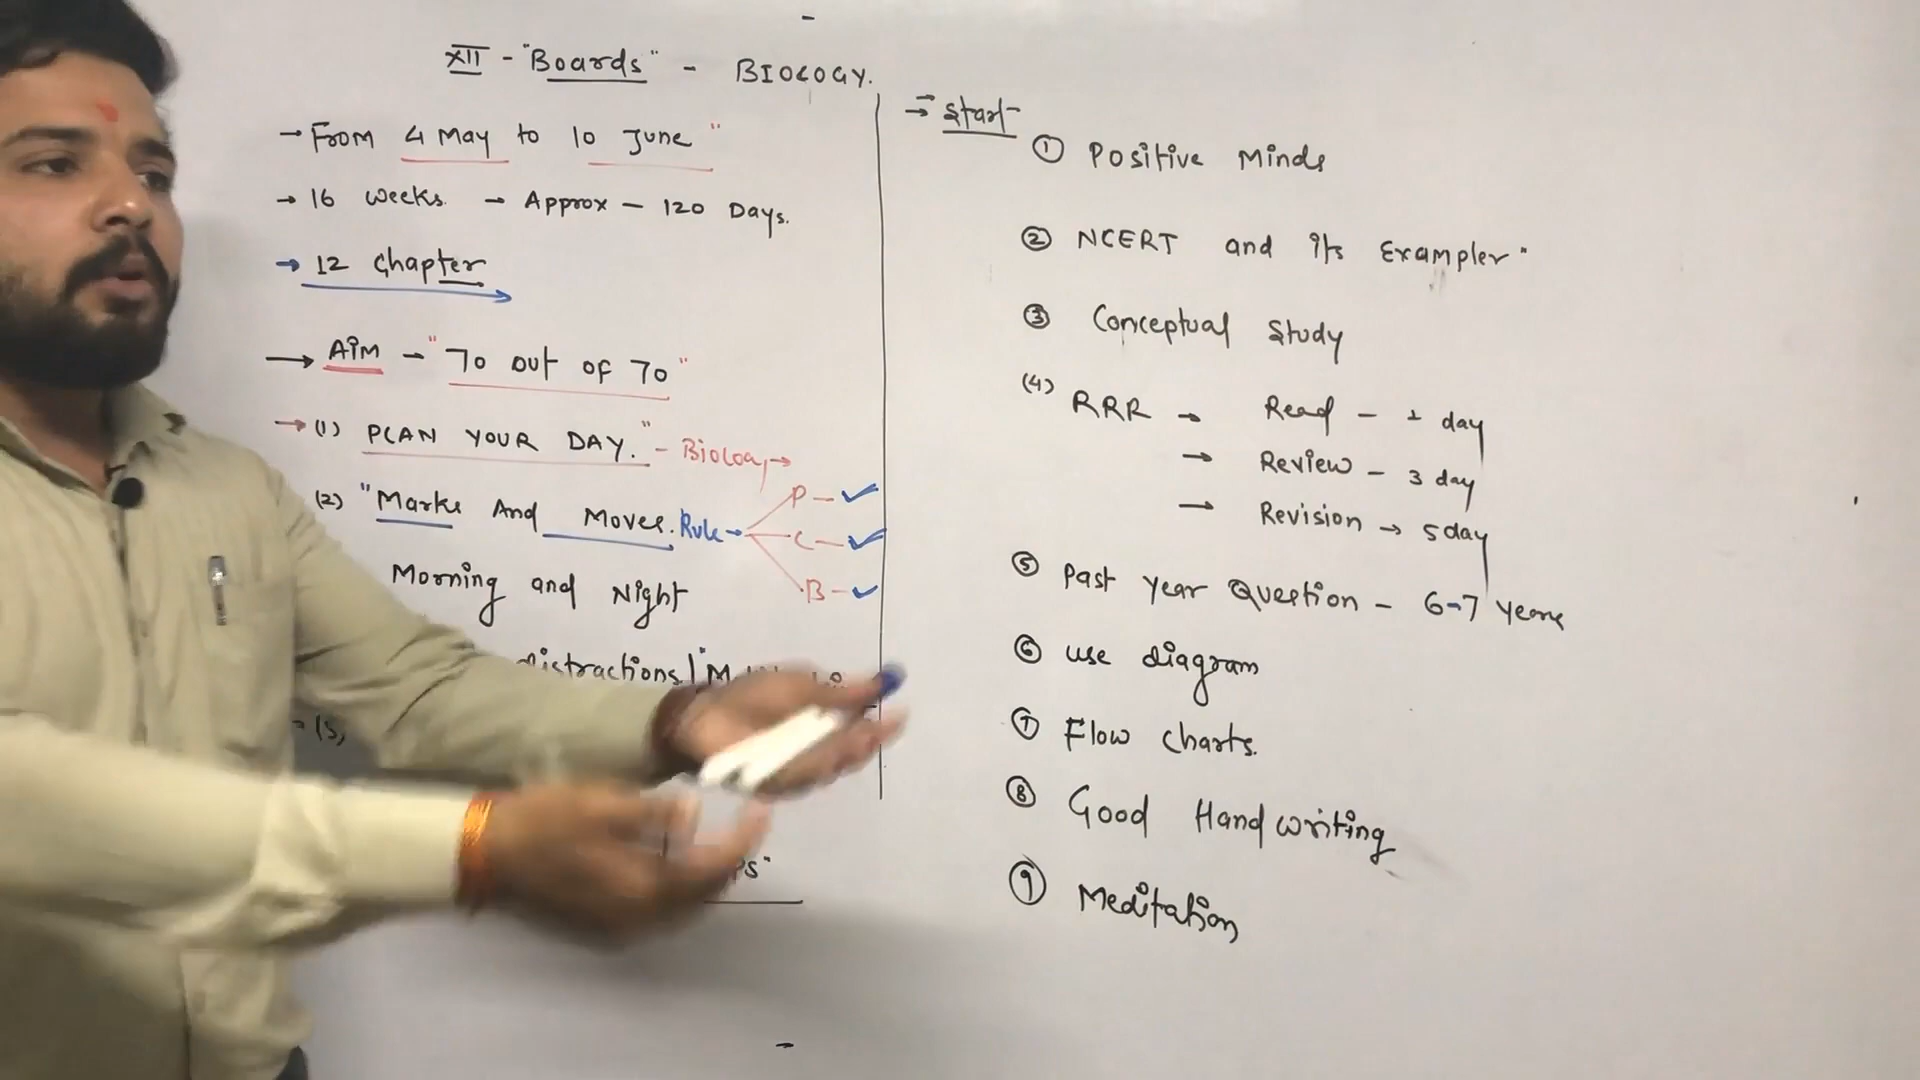 XII - "Boards" - BIOLOGY.
→ From 4 May to 10 June"
→ 16 weeks. → Approx - 120 Days.
→ 12 Chapter
→ AIM - "70 out of 70"
→ (1) PLAN YOUR DAY." - Biology →
(2) "Marks And Moves. Rule → P - ✓
C - ✓
B - ✓
Morning and Night
Distractions
→ Start
① Positive Minds
② NCERT and its Exampler"
③ Conceptual Study
(4) RRR → Read - 1 day
→ Review - 3 day
→ Revision → 5 day
⑤ Past Year Question - 6-7 Years
⑥ use diagram
⑦ Flow charts.
⑧ Good Handwriting
⑨ Meditation